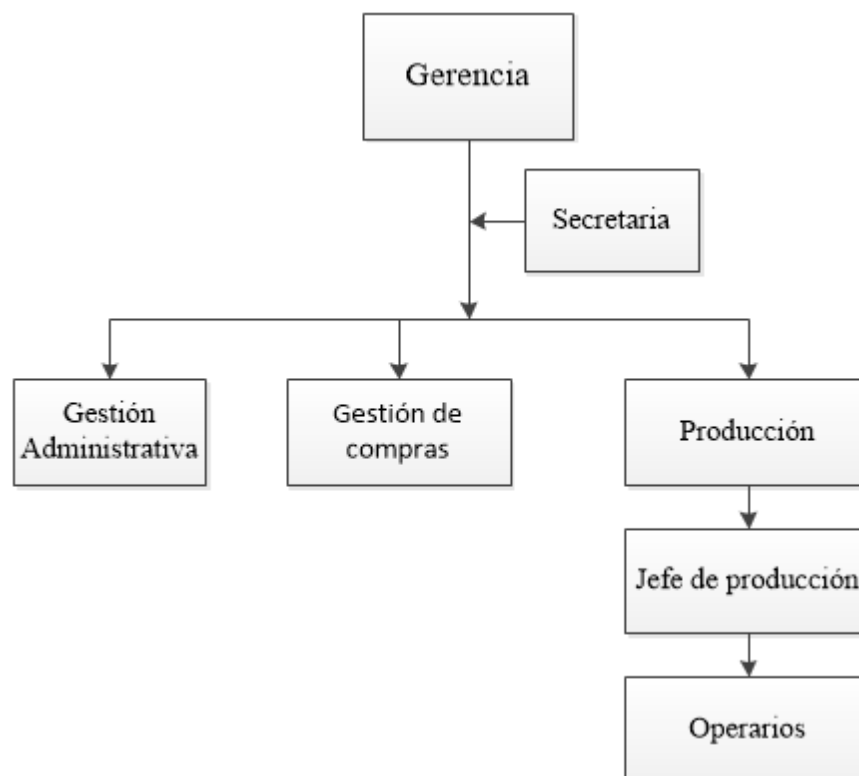 Gerencia
Secretaria
Gestión
Administrativa
Gestión de
compras
Producción
Jefe de producción
Operarios